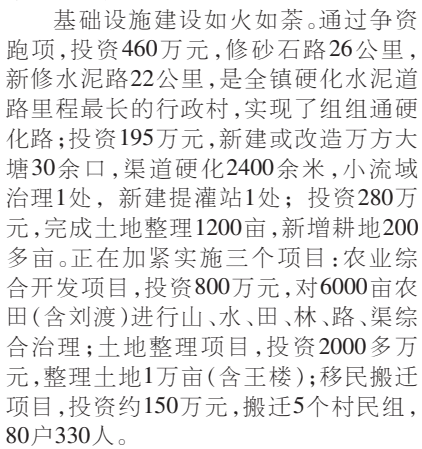 基础设施建设如火如荼。通过争资
跑项,投资460万元,修砂石路26公里,
新修水泥路22公里,是全镇硬化水泥道
路里程最长的行政村,实现了组组通硬
化路;投资195万元,新建或改造万方大
塘30余口,渠道硬化2400余米,小流域
治理1处，新建提灌站1处；投资280万
元,完成土地整理1200亩,新增耕地200
多亩。正在加紧实施三个项目:农业综
合开发项目,投资800万元,对6000亩农
田(含刘渡)进行山、水、田、林、路、渠综
合治理;土地整理项目,投资2000多万
元,整理土地1万亩(含王楼);移民搬迁
项目,投资约150万元,搬迁5个村民组,
80户330人。